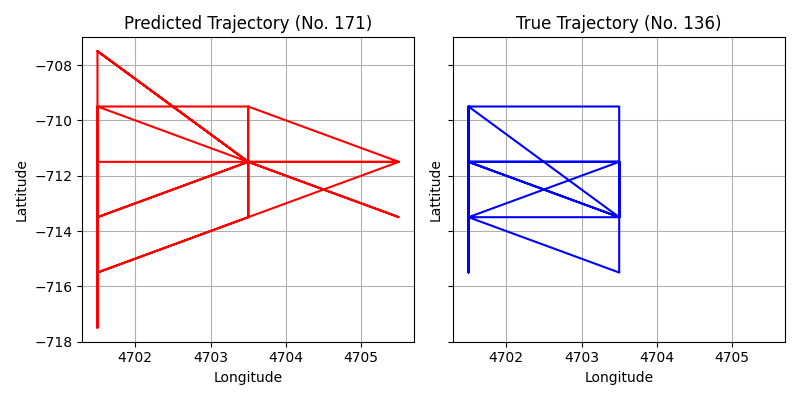 Predicted Trajectory (No. 171)
True Trajectory (No. 136)
−708
−710
−712
−714
−716
−718
Lattitude
Lattitude
4702 4703 4704 4705
4702 4703 4704 4705
Longitude
Longitude